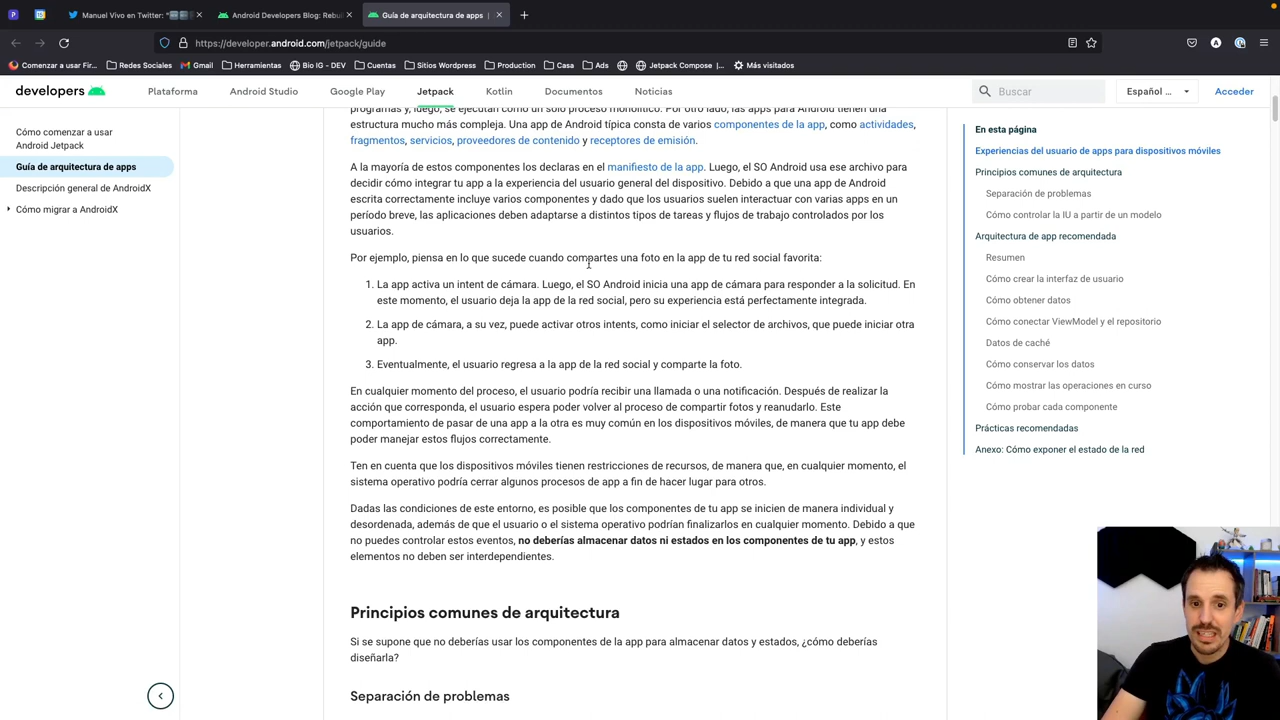 Manuel Vivo en Twitter: "
Android Developers Blog: Rebui
Guía de arquitectura de apps
https://developer.android.com/jetpack/guide
Comenzar a usar Fir...
Redes Sociales
Gmail
Herramientas
Bio IG - DEV
Cuentas
Sitios Wordpress
Production
Casa
Ads
Jetpack Compose |...
Más visitados
developers
Plataforma
Android Studio
Google Play
Jetpack
Kotlin
Documentos
Noticias
Buscar
Español ...
Acceder
Cómo comenzar a usar
Android Jetpack
Guía de arquitectura de apps
Descripción general de AndroidX
Cómo migrar a AndroidX
programas y, luego, se ejecutan como un solo proceso monolítico. Por otro lado, las apps para Android tienen una
estructura mucho más compleja. Una app de Android típica consta de varios componentes de la app, como actividades,
fragmentos, servicios, proveedores de contenido y receptores de emisión.
A la mayoría de estos componentes los declaras en el manifiesto de la app. Luego, el SO Android usa ese archivo para
decidir cómo integrar tu app a la experiencia del usuario general del dispositivo. Debido a que una app de Android
escrita correctamente incluye varios componentes y dado que los usuarios suelen interactuar con varias apps en un
período breve, las aplicaciones deben adaptarse a distintos tipos de tareas y flujos de trabajo controlados por los
usuarios.
Por ejemplo, piensa en lo que sucede cuando compartes una foto en la app de tu red social favorita:
1. La app activa un intent de cámara. Luego, el SO Android inicia una app de cámara para responder a la solicitud. En
este momento, el usuario deja la app de la red social, pero su experiencia está perfectamente integrada.
2. La app de cámara, a su vez, puede activar otros intents, como iniciar el selector de archivos, que puede iniciar otra
app.
3. Eventualmente, el usuario regresa a la app de la red social y comparte la foto.
En cualquier momento del proceso, el usuario podría recibir una llamada o una notificación. Después de realizar la
acción que corresponda, el usuario espera poder volver al proceso de compartir fotos y reanudarlo. Este
comportamiento de pasar de una app a la otra es muy común en los dispositivos móviles, de manera que tu app debe
poder manejar estos flujos correctamente.
Ten en cuenta que los dispositivos móviles tienen restricciones de recursos, de manera que, en cualquier momento, el
sistema operativo podría cerrar algunos procesos de app a fin de hacer lugar para otros.
Dadas las condiciones de este entorno, es posible que los componentes de tu app se inicien de manera individual y
desordenada, además de que el usuario o el sistema operativo podrían finalizarlos en cualquier momento. Debido a que
no puedes controlar estos eventos, no deberías almacenar datos ni estados en los componentes de tu app, y estos
elementos no deben ser interdependientes.
Principios comunes de arquitectura
Si se supone que no deberías usar los componentes de la app para almacenar datos y estados, ¿cómo deberías
diseñarla?
Separación de problemas
En esta página
Experiencias del usuario de apps para dispositivos móviles
Principios comunes de arquitectura
Separación de problemas
Cómo controlar la IU a partir de un modelo
Arquitectura de app recomendada
Resumen
Cómo crear la interfaz de usuario
Cómo obtener datos
Cómo conectar ViewModel y el repositorio
Datos de caché
Cómo conservar los datos
Cómo mostrar las operaciones en curso
Cómo probar cada componente
Prácticas recomendadas
Anexo: Cómo exponer el estado de la red